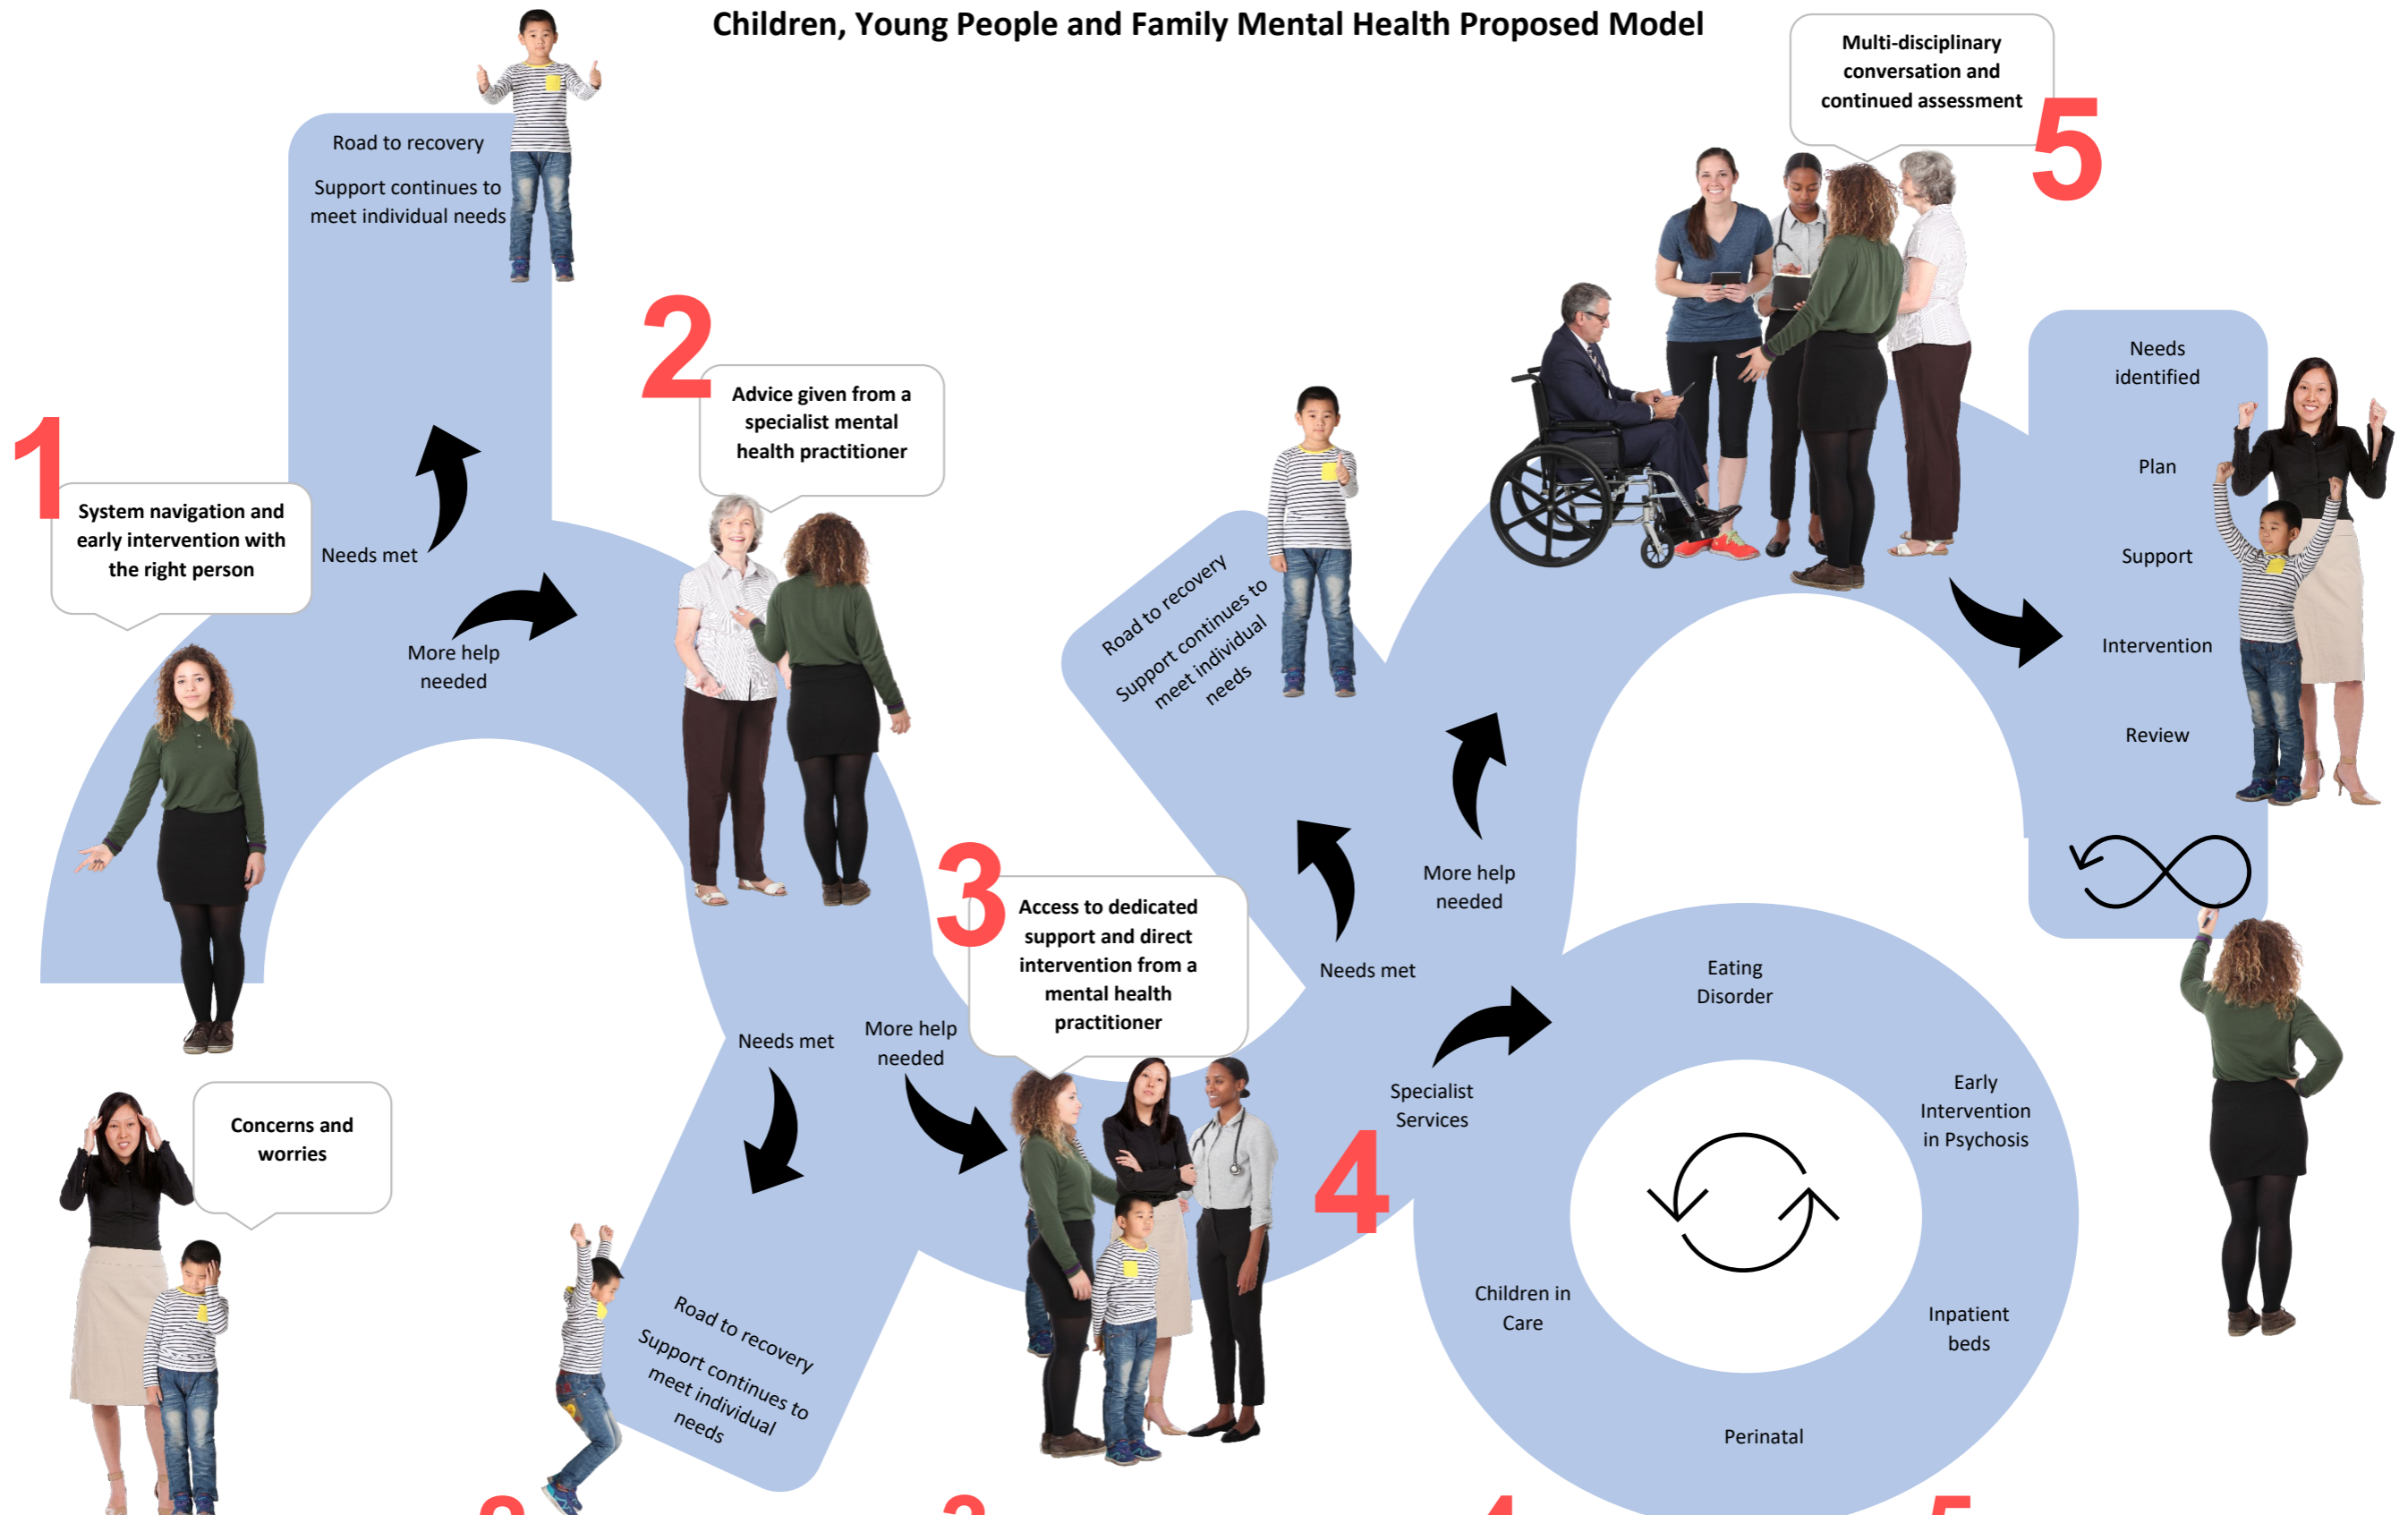 Children, Young People and Family Mental Health Proposed Model
Concerns and
worries
1
System navigation and
early intervention with
the right person
Needs met
Road to recovery
Support continues to
meet individual needs
More help
needed
2
Advice given from a
specialist mental
health practitioner
Needs met
Road to recovery
Support continues to
meet individual
needs
More help
needed
3
Access to dedicated
support and direct
intervention from a
mental health
practitioner
Needs met
Road to recovery
Support continues to
meet individual
needs
More help
needed
4
Specialist
Services
Eating
Disorder
Early
Intervention
in Psychosis
Inpatient
beds
Perinatal
Children in
Care
5
Multi-disciplinary
conversation and
continued assessment
Needs
identified
Plan
Support
Intervention
Review